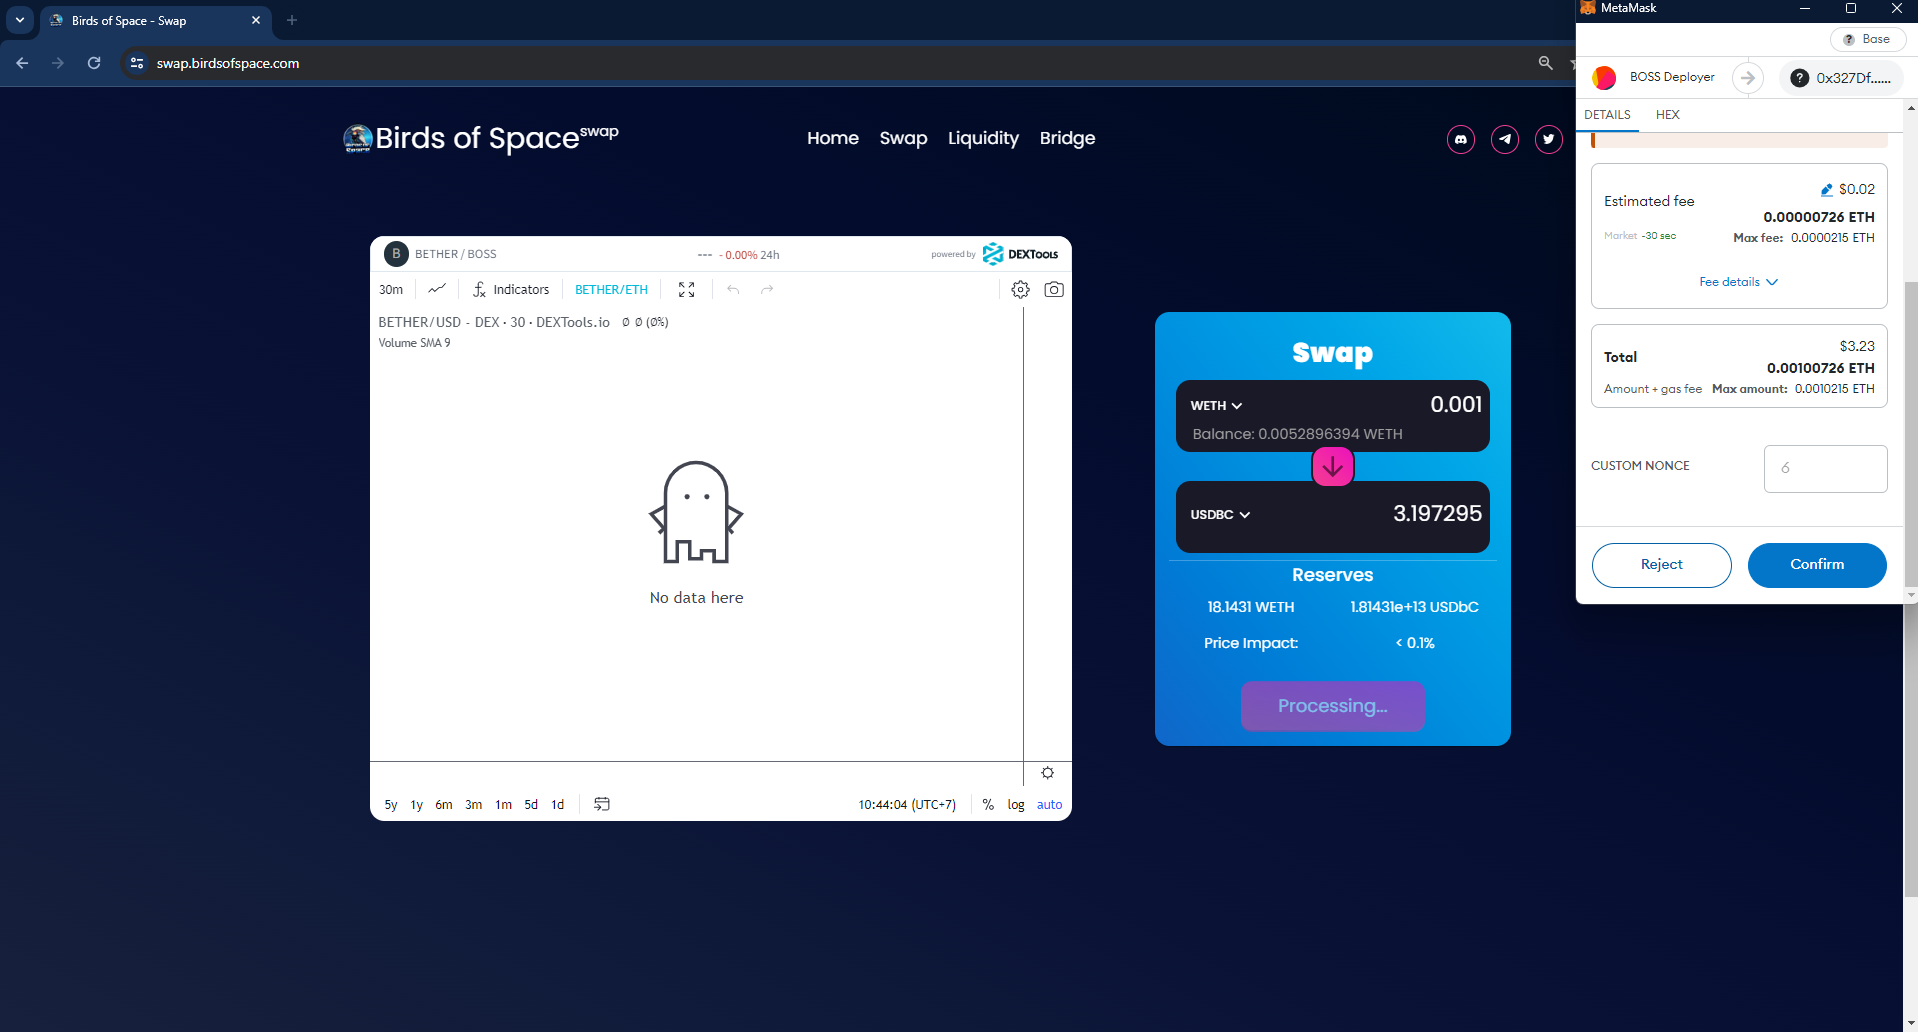 Birds of Space - Swap
swap.birdsofspace.com
Birds of Space swap
Home Swap Liquidity Bridge
B BETHER / BOSS --- - 0.00% 24h powered by DEXTools
30m Indicators BETHER/ETH
BETHER/USD - DEX · 30 · DEXTools.io Ø Ø (Ø%)
Volume SMA 9
No data here
5y 1y 6m 3m 1m 5d 1d 10:44:04 (UTC+7) % log auto
Swap
WETH 0.001
Balance: 0.0052896394 WETH
USDBC 3.197295
Reserves
18.1431 WETH 1.81431e+13 USDbC
Price Impact: < 0.1%
Processing...
MetaMask
? Base
BOSS Deployer ? 0x327Df......
DETAILS HEX
$0.02
Estimated fee
0.00000726 ETH
Market ~30 sec Max fee: 0.0000215 ETH
Fee details
$3.23
Total
0.00100726 ETH
Amount + gas fee Max amount: 0.0010215 ETH
CUSTOM NONCE 6
Reject Confirm